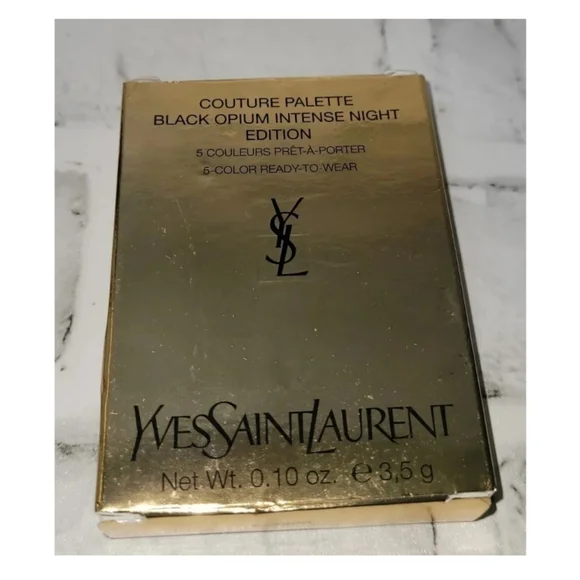 COUTURE PALETTE
BLACK OPIUM INTENSE NIGHT
EDITION
5 COULEURS PRÊT-À-PORTER
5-COLOR READY-TO-WEAR
YSL
YVESSAINTLAURENT
Net Wt. 0.10 oz. ℮ 3,5 g